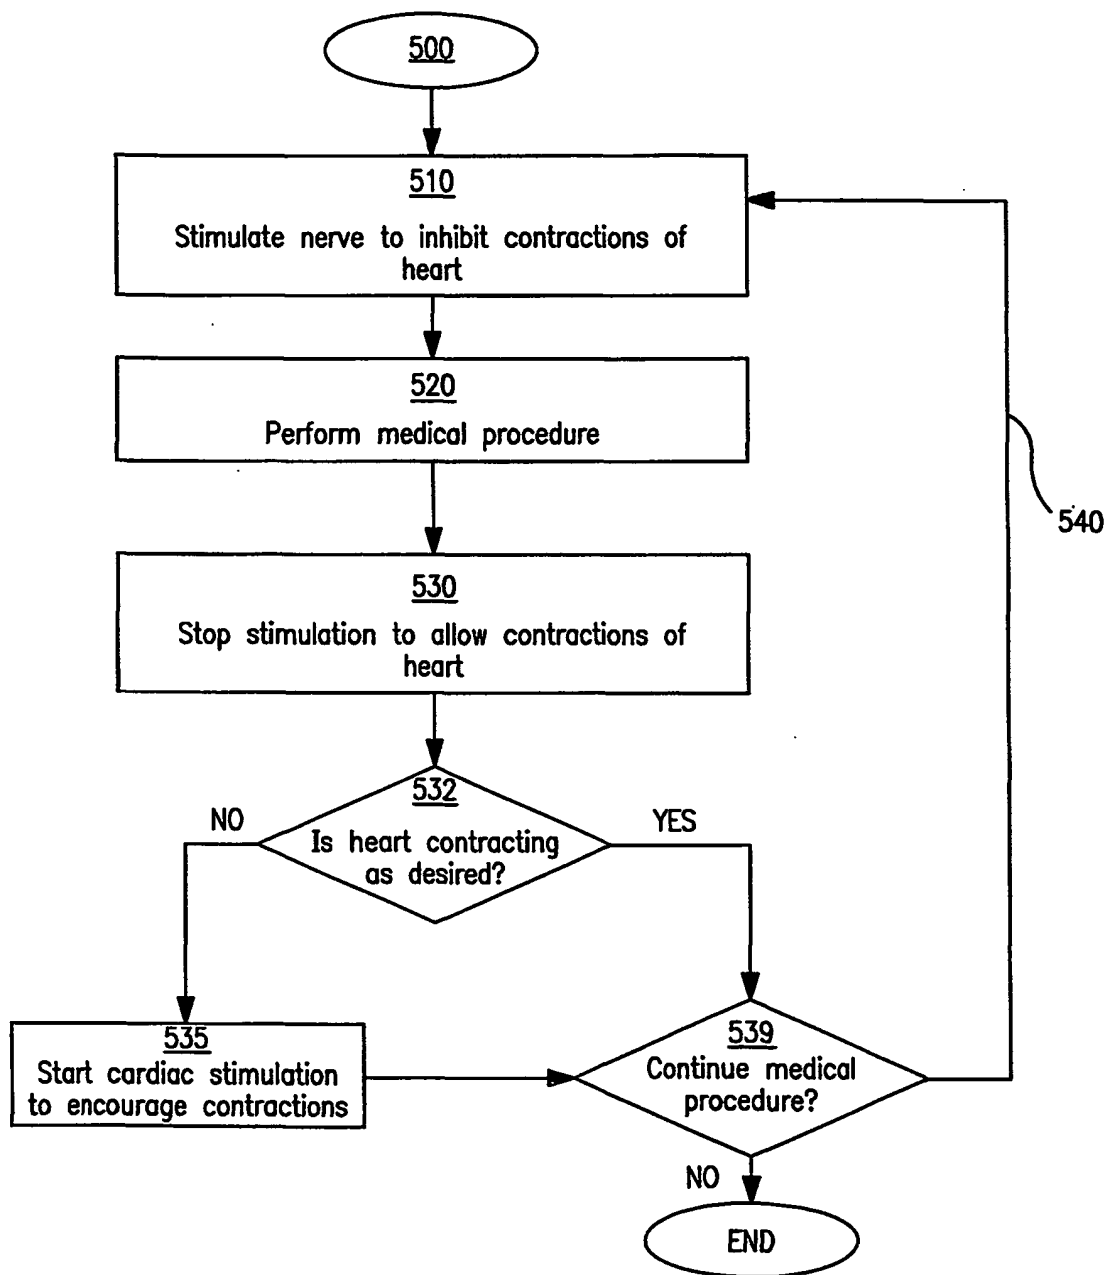 500
510
Stimulate nerve to inhibit contractions of
heart
520
Perform medical procedure
540
530
Stop stimulation to allow contractions of
heart
532
Is heart contracting
as desired?
NO
YES
535
Start cardiac stimulation
to encourage contractions
539
Continue medical
procedure?
NO
END